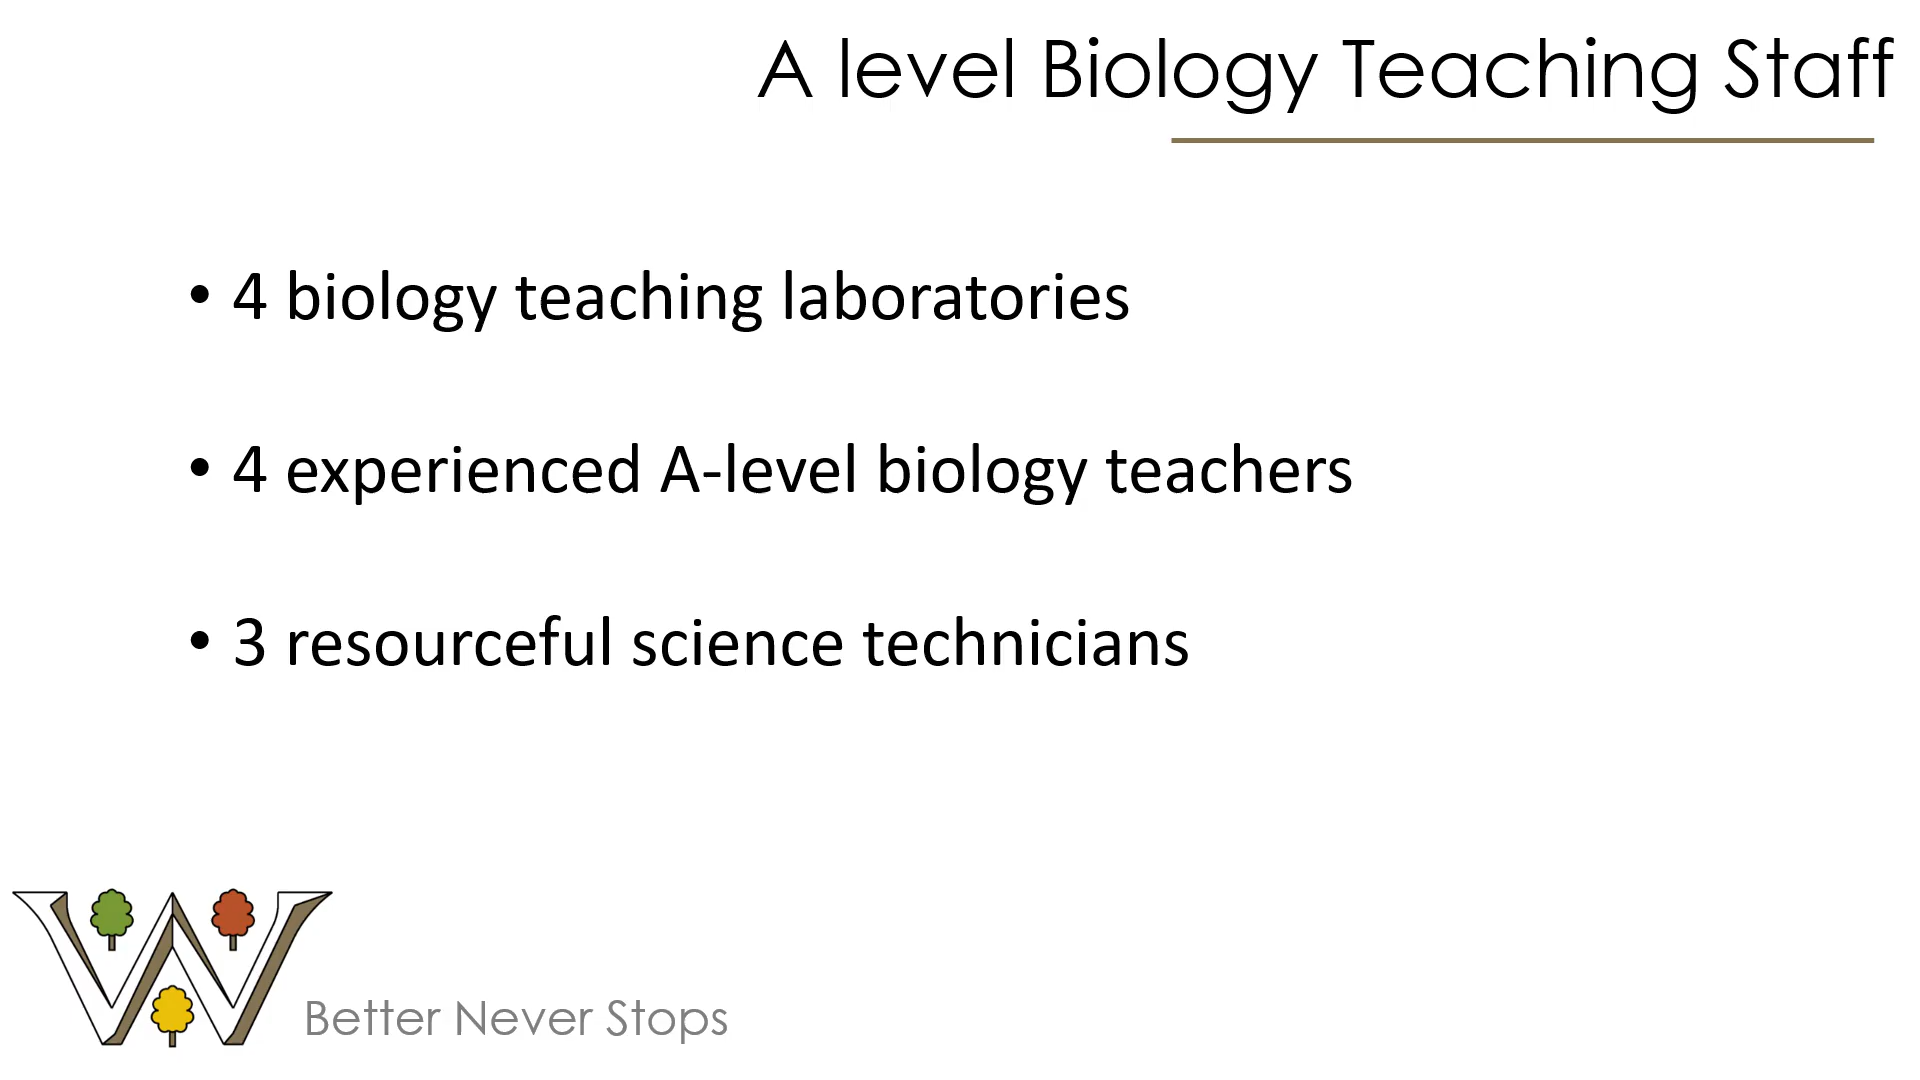 A level Biology Teaching Staff
• 4 biology teaching laboratories
• 4 experienced A-level biology teachers
• 3 resourceful science technicians
W
Better Never Stops